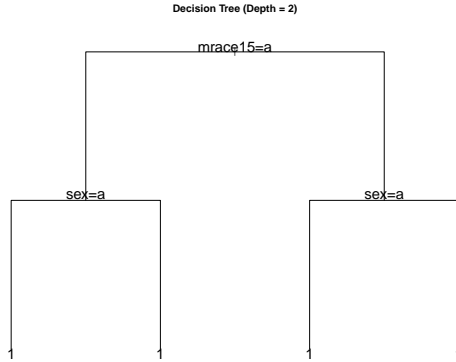 Decision Tree (Depth = 2)
mrace15=a
sex=a sex=a
1 1 1